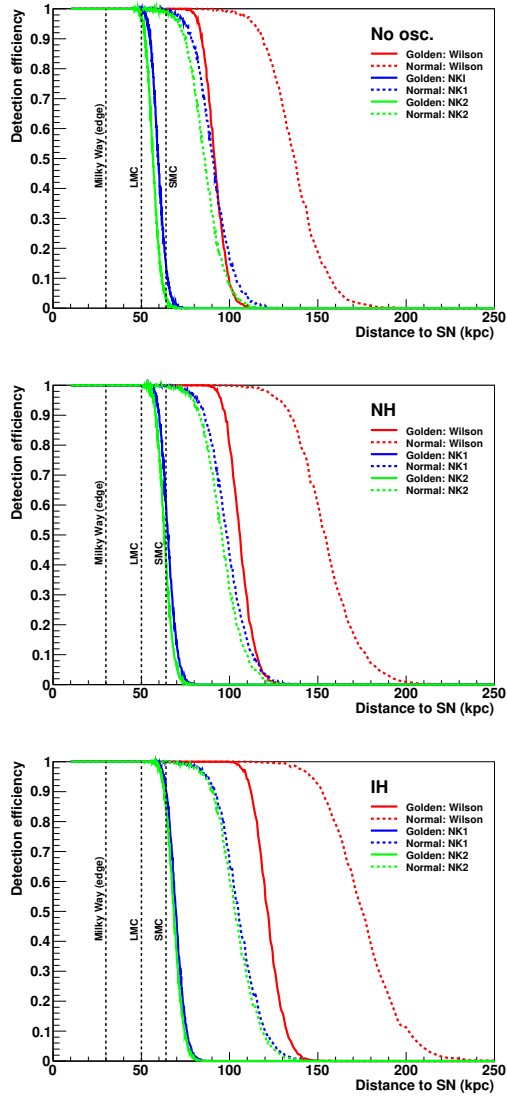 No osc.
Golden: Wilson
Normal: Wilson
Golden: NKI
Normal: NK1
Golden: NK2
Normal: NK2
Detection efficiency
1
0.9
0.8
0.7
0.6
0.5
0.4
0.3
0.2
0.1
0
Milky Way (edge)
LMC
SMC
0 50 100 150 200 250
Distance to SN (kpc)
NH
Golden: Wilson
Normal: Wilson
Golden: NK1
Normal: NK1
Golden: NK2
Normal: NK2
Detection efficiency
1
0.9
0.8
0.7
0.6
0.5
0.4
0.3
0.2
0.1
0
Milky Way (edge)
LMC
SMC
0 50 100 150 200 250
Distance to SN (kpc)
IH
Golden: Wilson
Normal: Wilson
Golden: NK1
Normal: NK1
Golden: NK2
Normal: NK2
Detection efficiency
1
0.9
0.8
0.7
0.6
0.5
0.4
0.3
0.2
0.1
0
Milky Way (edge)
LMC
SMC
0 50 100 150 200 250
Distance to SN (kpc)